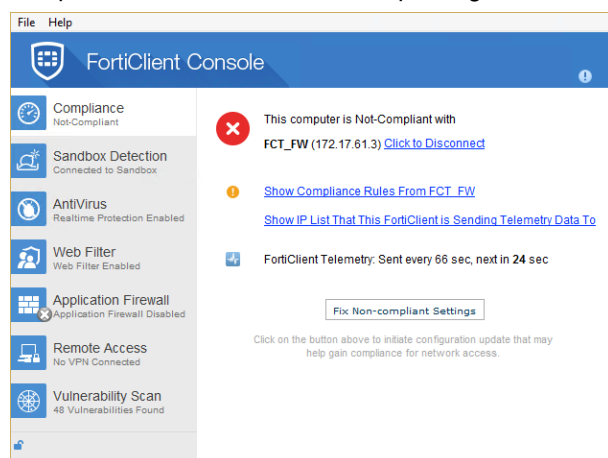 File Help
FortiClient Console
Compliance
Not-Compliant
Sandbox Detection
Connected to Sandbox
AntiVirus
Realtime Protection Enabled
Web Filter
Web Filter Enabled
Application Firewall
Application Firewall Disabled
Remote Access
No VPN Connected
Vulnerability Scan
48 Vulnerabilities Found
This computer is Not-Compliant with
FCT_FW (172.17.61.3) Click to Disconnect
Show Compliance Rules From FCT_FW
Show IP List That This FortiClient is Sending Telemetry Data To
FortiClient Telemetry: Sent every 66 sec, next in 24 sec
Fix Non-compliant Settings
Click on the button above to initiate configuration update that may
help gain compliance for network access.